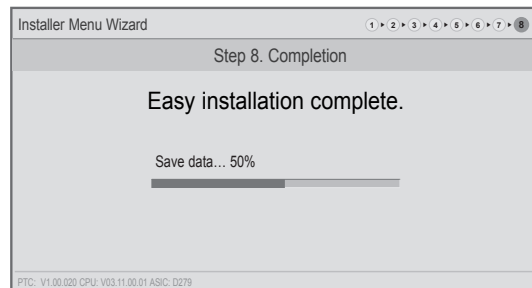 Installer Menu Wizard 1 2 3 4 5 6 7 8
Step 8. Completion
Easy installation complete.
Save data… 50%
PTC: V1.00.020 CPU: V03.11.00.01 ASIC: D279